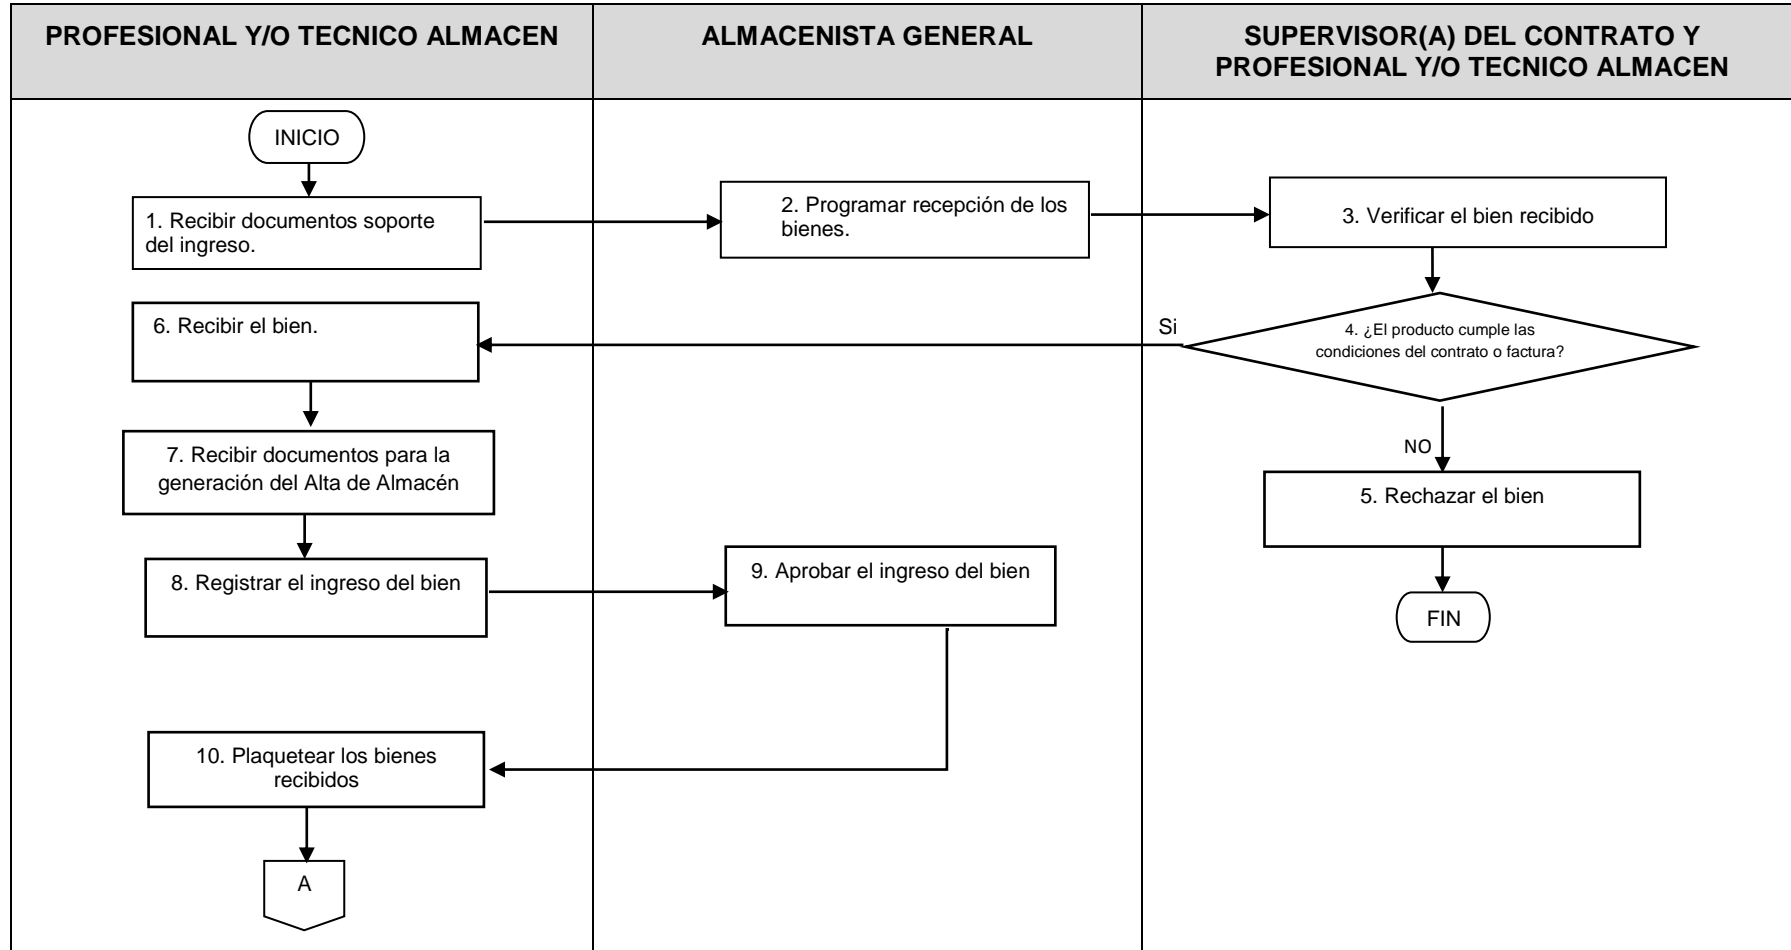 PROFESIONAL Y/O TECNICO ALMACEN
ALMACENISTA GENERAL
SUPERVISOR(A) DEL CONTRATO Y
PROFESIONAL Y/O TECNICO ALMACEN
INICIO
1. Recibir documentos soporte
del ingreso.
2. Programar recepción de los
bienes.
3. Verificar el bien recibido
4. ¿El producto cumple las
condiciones del contrato o factura?
Si
NO
5. Rechazar el bien
FIN
6. Recibir el bien.
7. Recibir documentos para la
generación del Alta de Almacén
8. Registrar el ingreso del bien
9. Aprobar el ingreso del bien
10. Plaquetear los bienes
recibidos
A